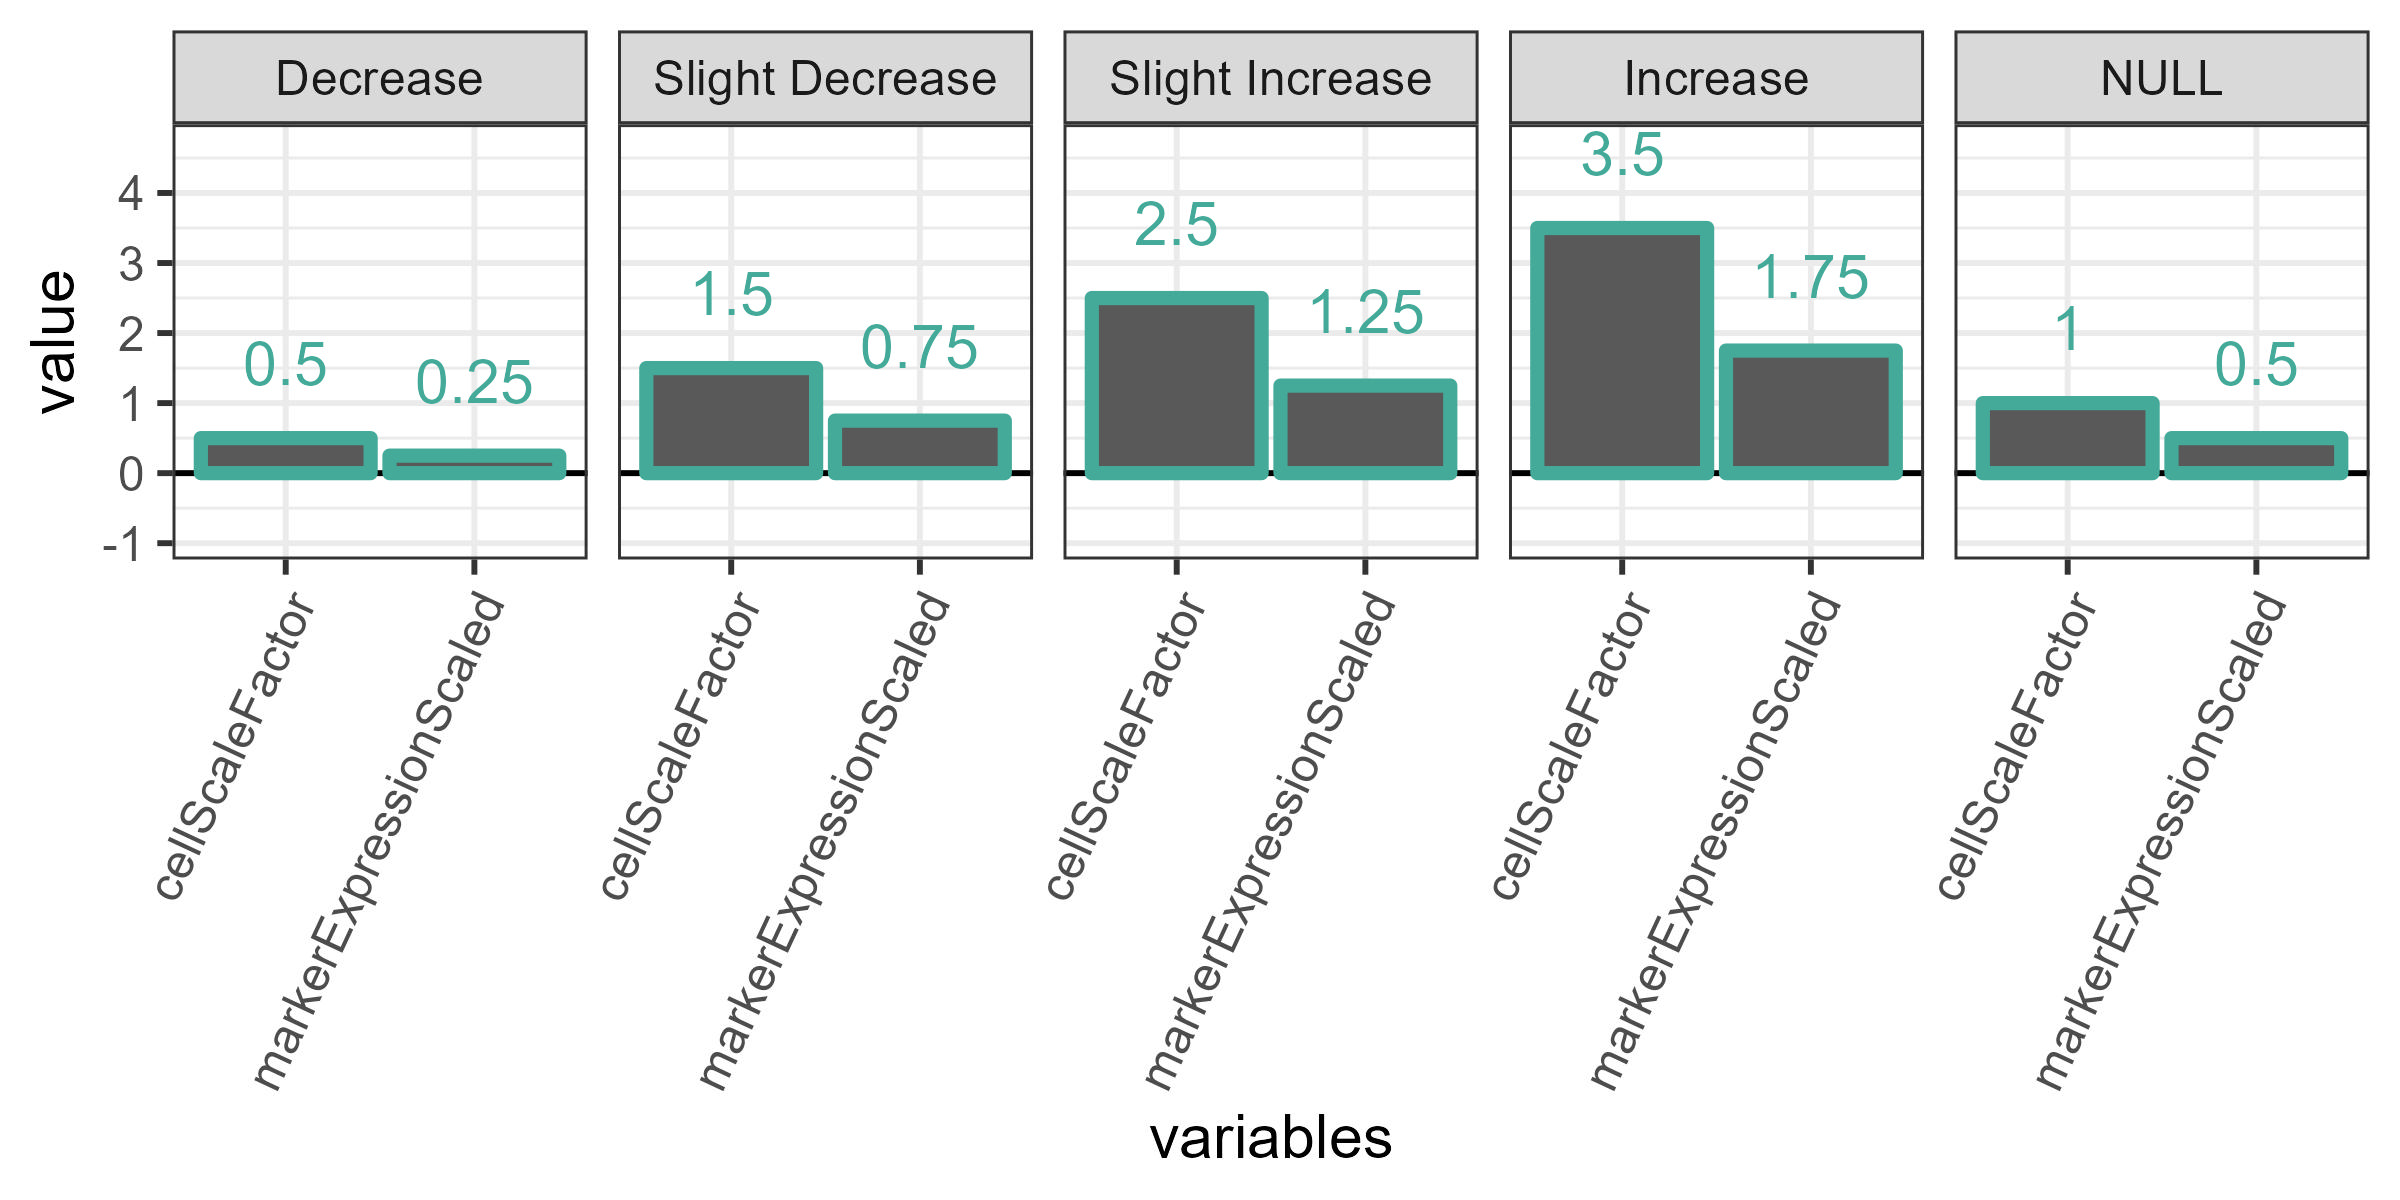 Decrease
Slight Decrease
Slight Increase
Increase
NULL
value
4
3
2
1
0
-1
0.5
0.25
1.5
0.75
2.5
1.25
3.5
1.75
1
0.5
cellScaleFactor
markerExpressionScaled
cellScaleFactor
markerExpressionScaled
cellScaleFactor
markerExpressionScaled
cellScaleFactor
markerExpressionScaled
cellScaleFactor
markerExpressionScaled
variables